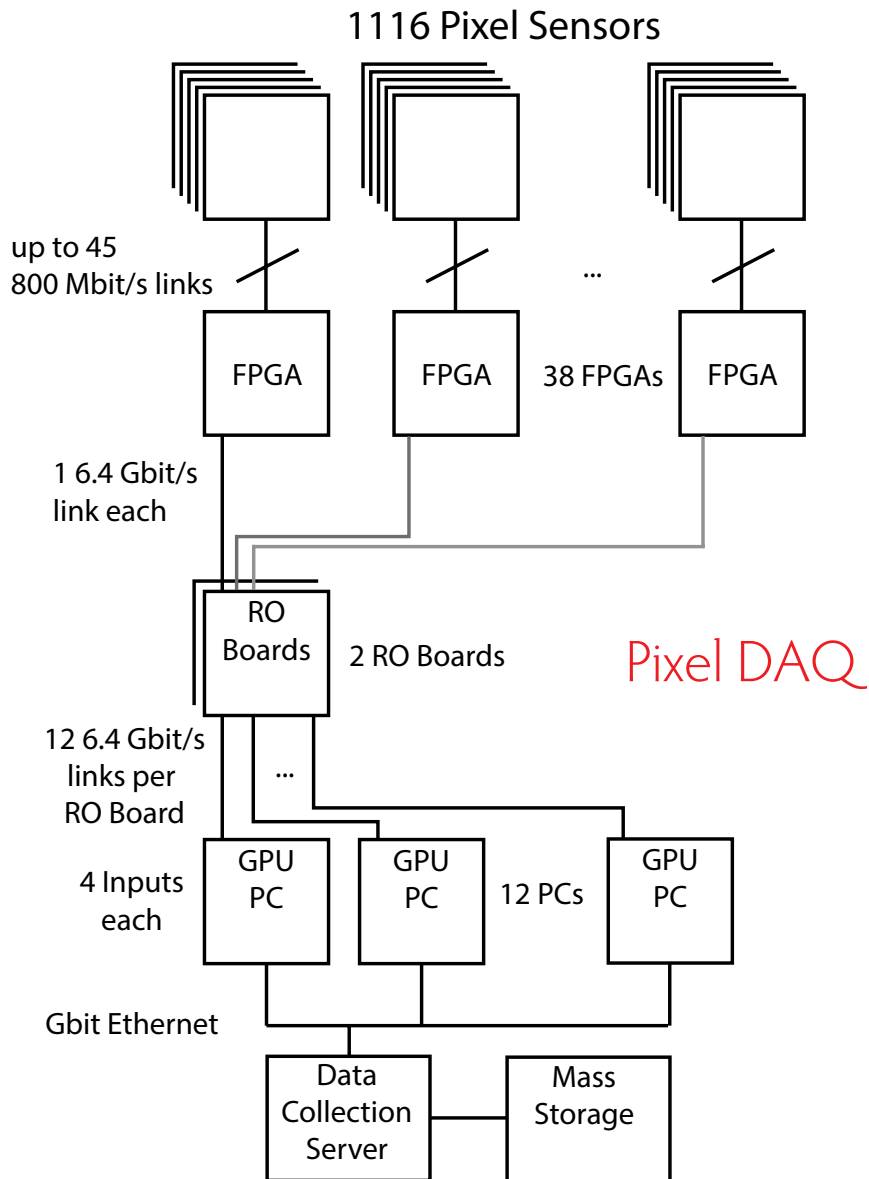 1116 Pixel Sensors
up to 45
800 Mbit/s links
...
FPGA
FPGA
38 FPGAs
FPGA
1 6.4 Gbit/s
link each
RO
Boards
2 RO Boards
Pixel DAQ
12 6.4 Gbit/s
links per
RO Board
...
4 Inputs
each
GPU
PC
GPU
PC
12 PCs
GPU
PC
Gbit Ethernet
Data
Collection
Server
Mass
Storage